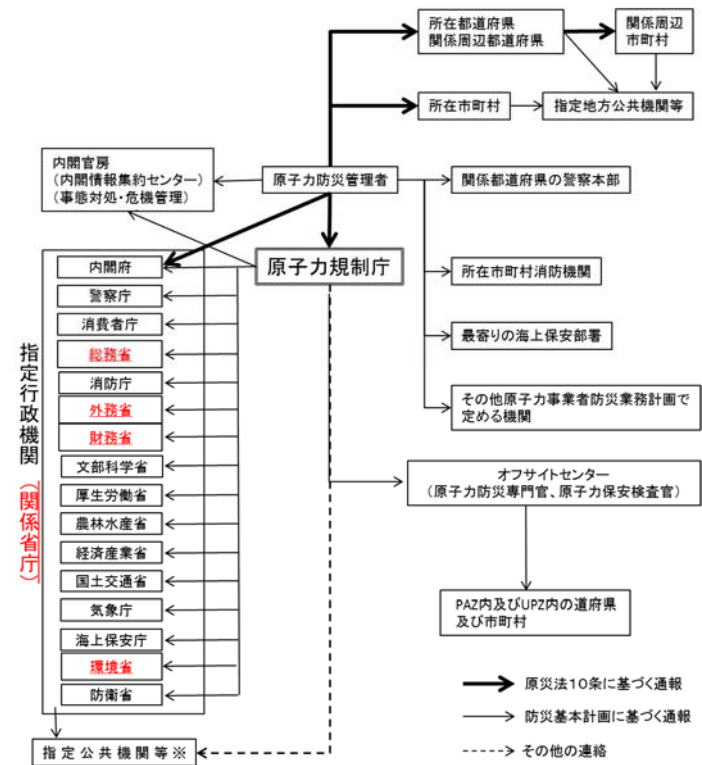 所在都道府県
関係周辺都道府県
関係周辺
市町村
所在市町村
指定地方公共機関等
内閣官房
(内閣情報集約センター)
(事態対処・危機管理)
原子力防災管理者
関係都道府県の警察本部
原子力規制庁
所在市町村消防機関
最寄りの海上保安部署
その他原子力事業者防災業務計画で
定める機関
指定行政機関(関係省庁)
内閣府
警察庁
消費者庁
総務省
消防庁
外務省
財務省
文部科学省
厚生労働省
農林水産省
経済産業省
国土交通省
気象庁
海上保安庁
環境省
防衛省
指定公共機関等※
オフサイトセンター
(原子力防災専門官、原子力保安検査官)
PAZ内及びUPZ内の道府県
及び市町村
原災法10条に基づく通報
防災基本計画に基づく通報
その他の連絡